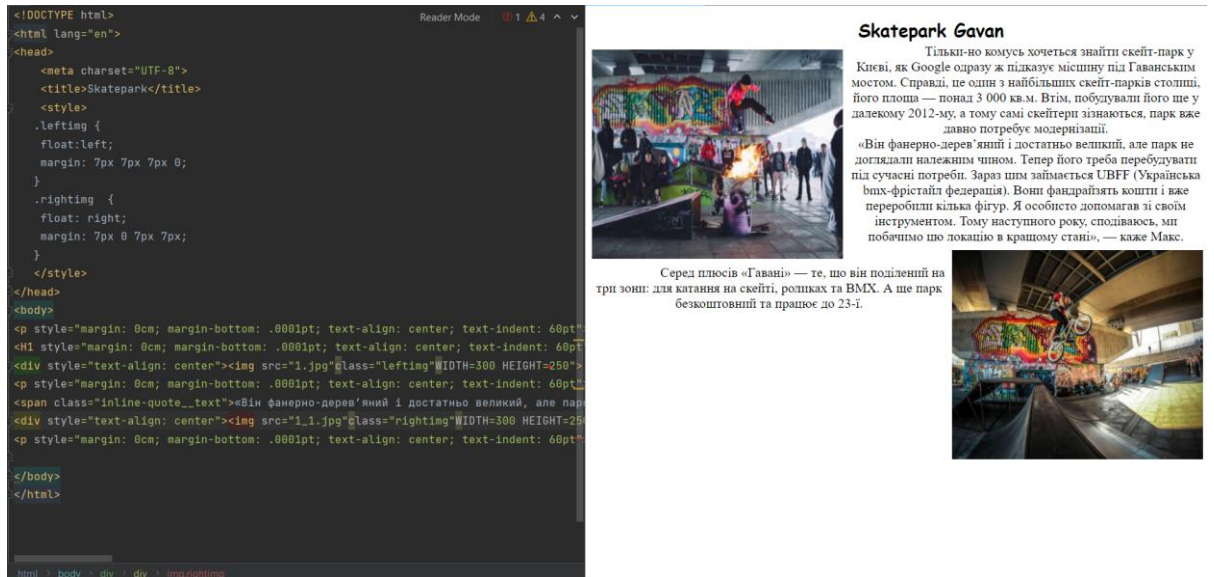 <!DOCTYPE html>
Reader Mode 1 4
<html lang="en">
<head>
<meta charset="UTF-8">
<title>Skatepark</title>
<style>
.leftimg {
float:left;
margin: 7px 7px 7px 0;
}
.rightimg {
float: right;
margin: 7px 0 7px 7px;
}
</style>
</head>
<body>
<p style="margin: 0cm; margin-bottom: .0001pt; text-align: center; text-indent: 60pt"
<H1 style="margin: 0cm; margin-bottom: .0001pt; text-align: center; text-indent: 60pt
<div style="text-align: center"><img src="1.jpg"class="leftimg"WIDTH=300 HEIGHT=250">
<p style="margin: 0cm; margin-bottom: .0001pt; text-align: center; text-indent: 60pt"
<span class="inline-quote__text">«Він фанерно-дерев’яний і достатньо великий, але пар
<div style="text-align: center"><img src="1_1.jpg"class="rightimg"WIDTH=300 HEIGHT=25
<p style="margin: 0cm; margin-bottom: .0001pt; text-align: center; text-indent: 60pt"
</body>
</html>
html > body > div > div > img.rightimg
Skatepark Gavan
Тільки-но комусь хочеться знайти скейт-парк у
Києві, як Google одразу ж підказує місцину під Гаванським
мостом. Справді, це один з найбільших скейт-парків столиці,
його площа — понад 3 000 кв.м. Втім, побудували його ще у
далекому 2012-му, а тому самі скейтери зізнаються, парк вже
давно потребує модернізації.
«Він фанерно-дерев’яний і достатньо великий, але парк не
доглядали належним чином. Тепер його треба перебудувати
під сучасні потреби. Зараз цим займається UBFF (Українська
bmx-фрістайл федерація). Вони фандрайзять кошти і вже
переробили кілька фігур. Я особисто допомагав зі своїм
інструментом. Тому наступного року, сподіваюсь, ми
побачимо цю локацію в кращому стані», — каже Макс.
Серед плюсів «Гавані» — те, що він поділений на
три зони: для катання на скейті, роликах та BMX. А ще парк
безкоштовний та працює до 23-ї.